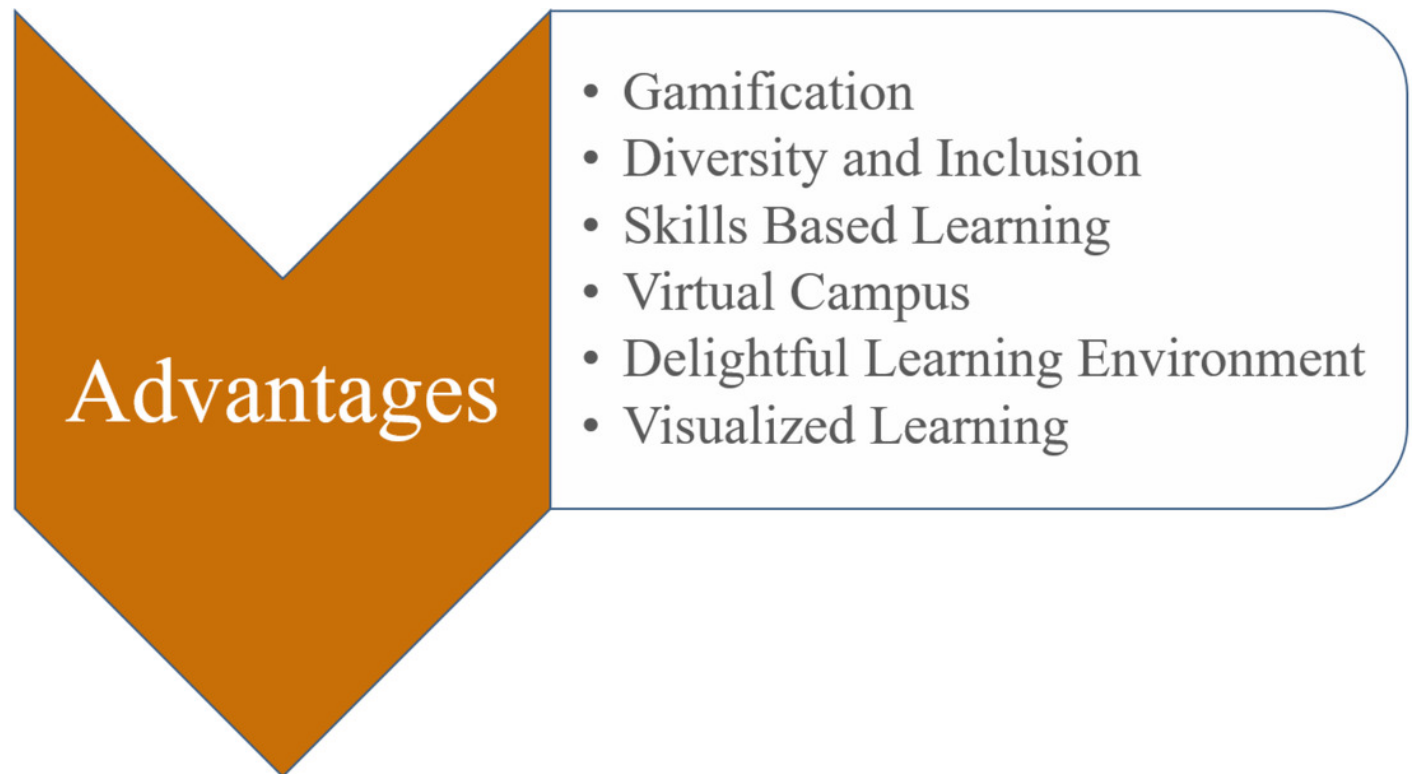 Advantages
• Gamification
• Diversity and Inclusion
• Skills Based Learning
• Virtual Campus
• Delightful Learning Environment
• Visualized Learning